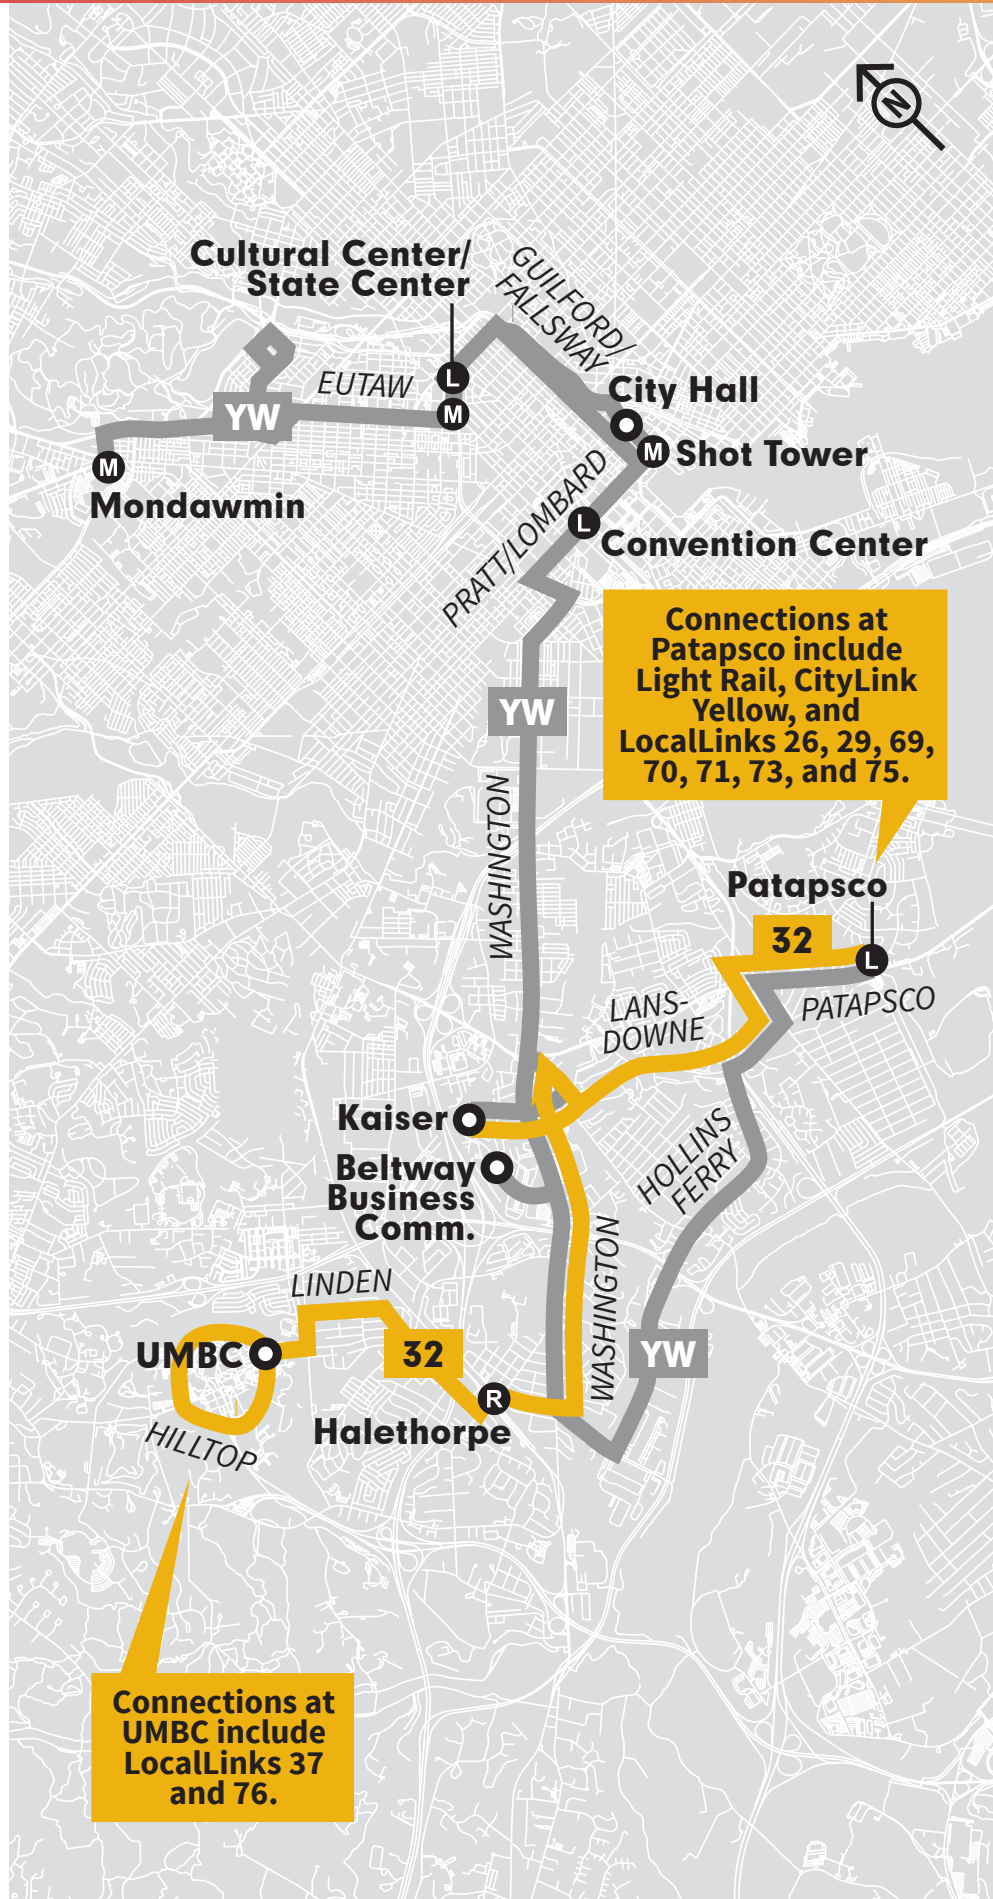 N
Cultural Center/
State Center
GUILFORD/
FALLSWAY
L
EUTAW
City Hall
YW
M
M
Shot Tower
M
Mondawmin
PRATT/LOMBARD
L
Convention Center
Connections at
Patapsco include
Light Rail, CityLink
Yellow, and
LocalLinks 26, 29, 69,
70, 71, 73, and 75.
YW
WASHINGTON
Patapsco
32
L
LANS-
DOWNE
PATAPSCO
Kaiser
HOLLINS
FERRY
Beltway
Business
Comm.
WASHINGTON
LINDEN
UMBC
32
YW
R
Halethorpe
HILLTOP
Connections at
UMBC include
LocalLinks 37
and 76.